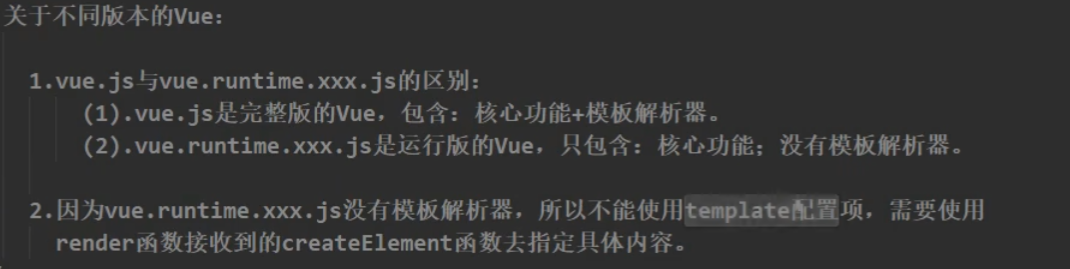 关于不同版本的Vue：
1.vue.js与vue.runtime.xxx.js的区别：
(1).vue.js是完整版的Vue，包含：核心功能+模板解析器。
(2).vue.runtime.xxx.js是运行版的Vue，只包含：核心功能；没有模板解析器。
2.因为vue.runtime.xxx.js没有模板解析器，所以不能使用template配置项，需要使用
render函数接收到的createElement函数去指定具体内容。